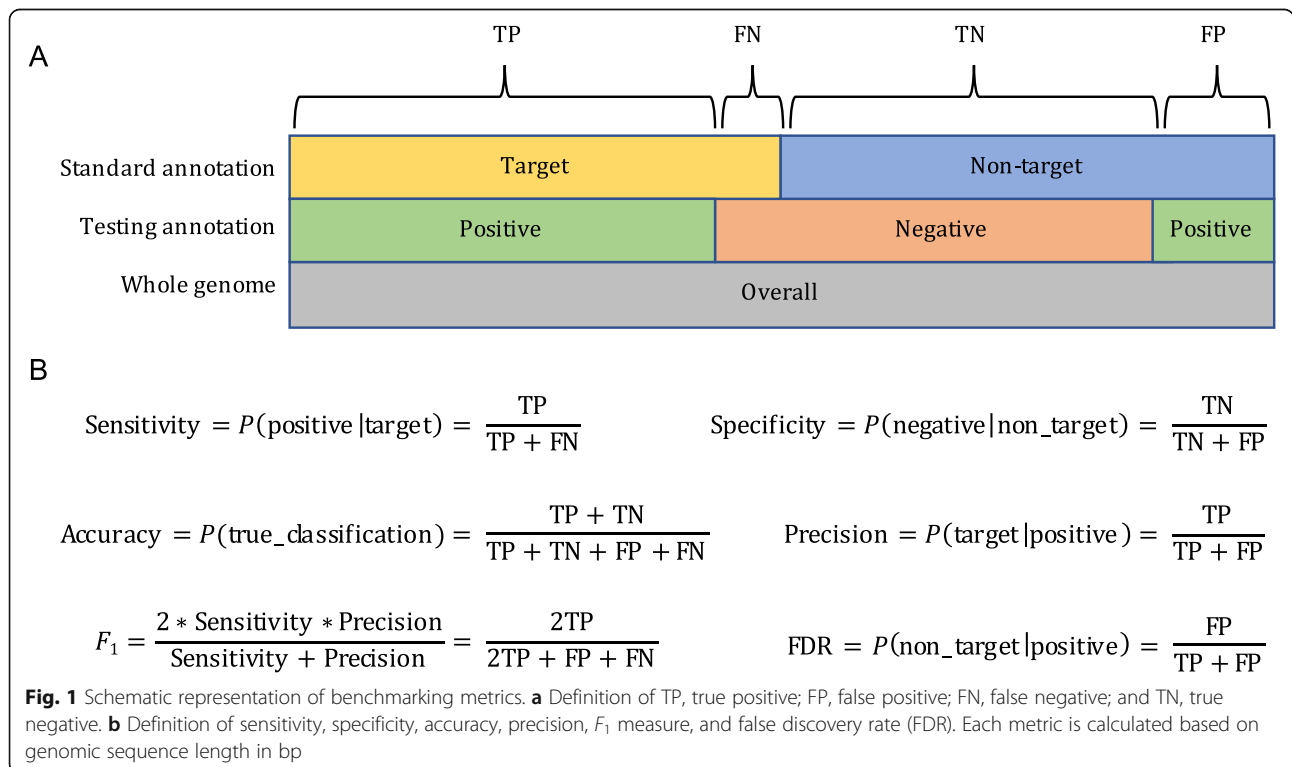 A
TP FN TN FP
Standard annotation Target Non-target
Testing annotation Positive Negative Positive
Whole genome Overall
B
Sensitivity = P(positive|target) = TP / (TP + FN)
Specificity = P(negative|non_target) = TN / (TN + FP)
Accuracy = P(true_classification) = (TP + TN) / (TP + TN + FP + FN)
Precision = P(target|positive) = TP / (TP + FP)
F₁ = (2 * Sensitivity * Precision) / (Sensitivity + Precision) = 2TP / (2TP + FP + FN)
FDR = P(non_target|positive) = FP / (TP + FP)
Fig. 1 Schematic representation of benchmarking metrics. a Definition of TP, true positive; FP, false positive; FN, false negative; and TN, true
negative. b Definition of sensitivity, specificity, accuracy, precision, F₁ measure, and false discovery rate (FDR). Each metric is calculated based on
genomic sequence length in bp